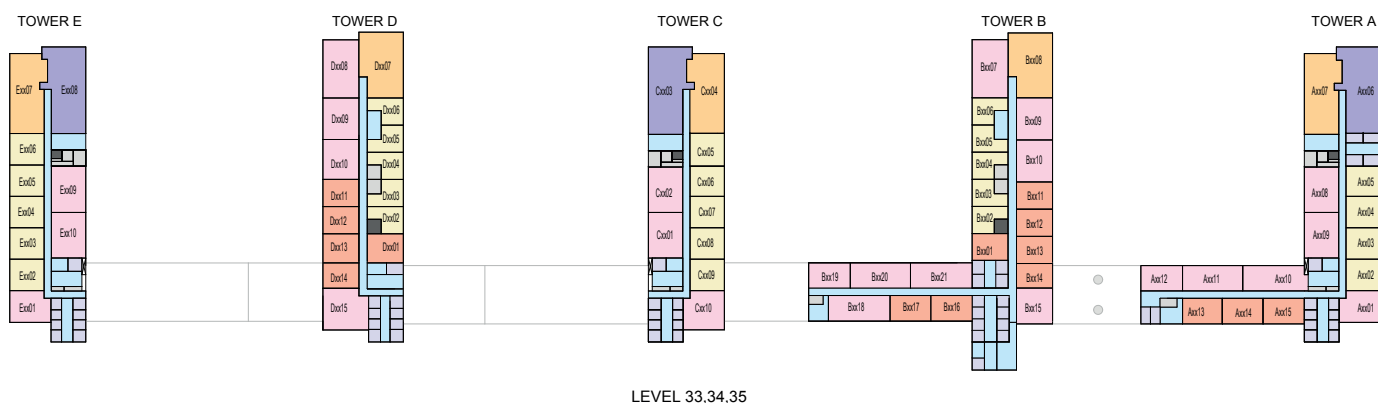 TOWER E
TOWER D
TOWER C
TOWER B
TOWER A
Exx07
Exx08
Exx06
Exx05
Exx09
Exx04
Exx03
Exx10
Exx02
Exx01
Dxx08
Dxx07
Dxx09
Dxx06
Dxx05
Dxx10
Dxx04
Dxx11
Dxx03
Dxx12
Dxx02
Dxx13
Dxx01
Dxx14
Dxx15
Cxx03
Cxx04
Cxx05
Cxx02
Cxx06
Cxx07
Cxx01
Cxx08
Cxx09
Cxx10
Bxx07
Bxx08
Bxx06
Bxx09
Bxx05
Bxx04
Bxx10
Bxx03
Bxx11
Bxx02
Bxx12
Bxx01
Bxx13
Bxx19
Bxx20
Bxx21
Bxx14
Bxx18
Bxx17
Bxx16
Bxx15
Axx07
Axx06
Axx05
Axx08
Axx04
Axx09
Axx03
Axx12
Axx11
Axx10
Axx02
Axx13
Axx14
Axx15
Axx01
LEVEL 33,34,35